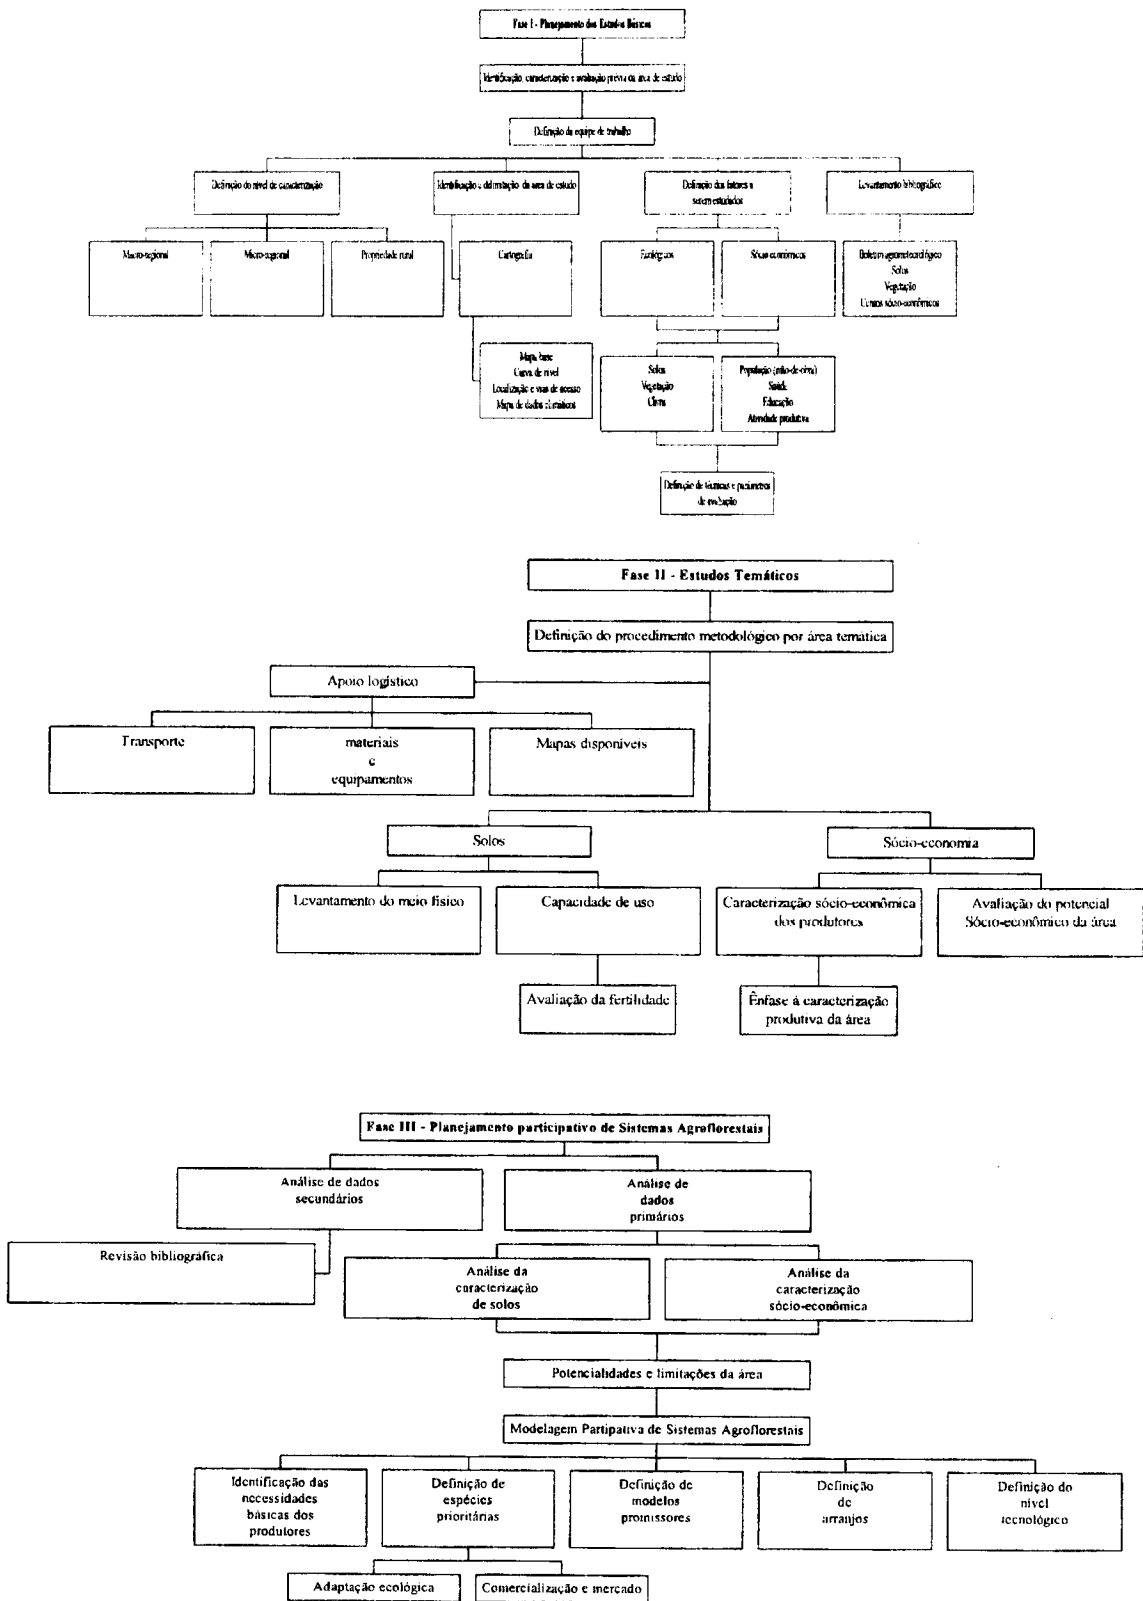 Fase I - Planejamento dos Estudos Básicos
Identificação, caracterização e avaliação prévia da área de estudo
Definição da equipe de trabalho
Definição do nível de caracterização
Identificação e delimitação da área de estudo
Definição dos fatores a
serem estudados
Levantamento bibliográfico
Macro-regional
Micro-regional
Propriedade rural
Cartografia
Ecológicos
Sócio-econômicos
Boletim agrometeorológico
Solos
Vegetação
Censos sócio-econômicos
Mapa base
Curva de nível
Localização e vias de acesso
Mapa de dados climáticos
Solos
Vegetação
Clima
População (mão-de-obra)
Saúde
Educação
Atividade produtiva
Definição de técnicas e parâmetros
de avaliação
Fase II - Estudos Temáticos
Definição do procedimento metodológico por área temática
Apoio logístico
Transporte
materiais
e
equipamentos
Mapas disponíveis
Solos
Sócio-economia
Levantamento do meio físico
Capacidade de uso
Caracterização sócio-econômica
dos produtores
Avaliação do potencial
Sócio-econômico da área
Avaliação da fertilidade
Ênfase à caracterização
produtiva da área
Fase III - Planejamento participativo de Sistemas Agroflorestais
Análise de dados
secundários
Análise de
dados
primários
Revisão bibliográfica
Análise da
caracterização
de solos
Análise da
caracterização
sócio-econômica
Potencialidades e limitações da área
Modelagem Partipativa de Sistemas Agroflorestais
Identificação das
necessidades
básicas dos
produtores
Definição de
espécies
prioritárias
Definição de
modelos
promissores
Definição
de
arranjos
Definição do
nível
tecnológico
Adaptação ecológica
Comercialização e mercado